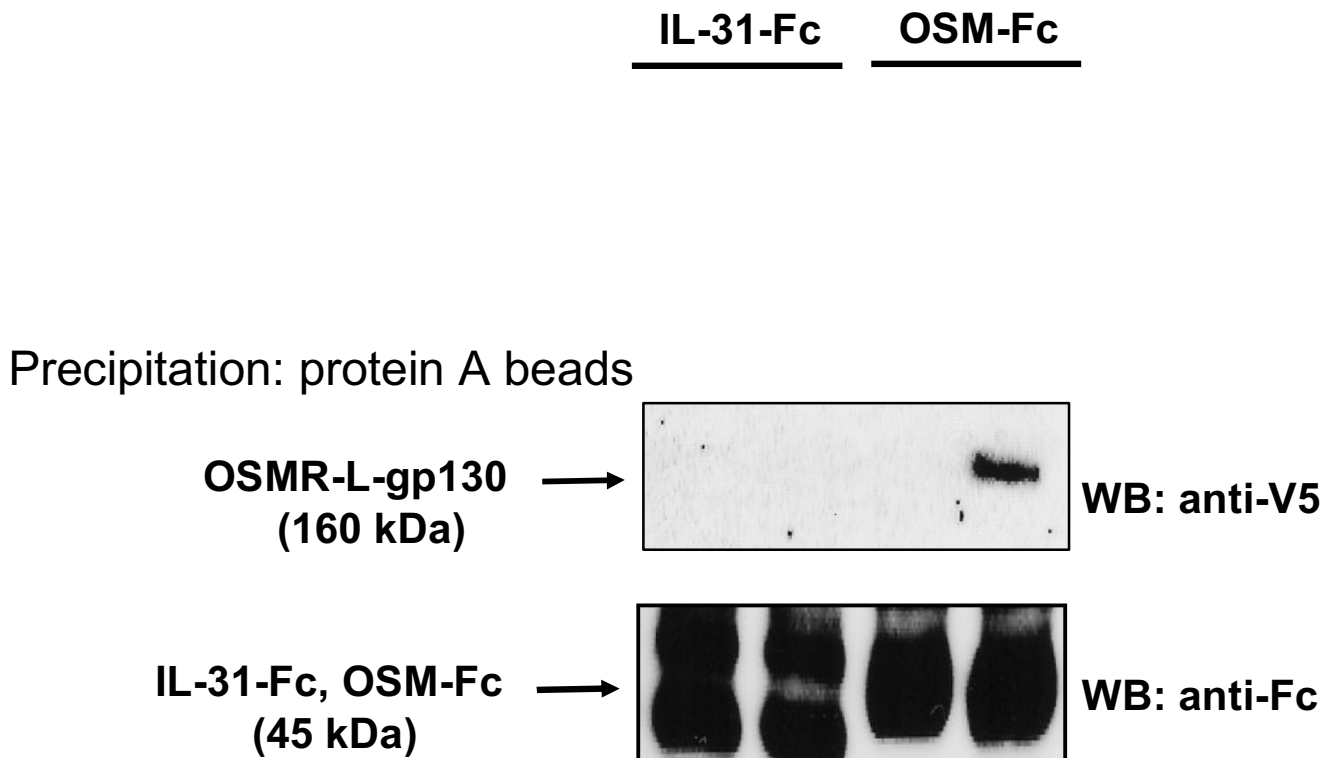 IL-31-Fc OSM-Fc
Precipitation: protein A beads
OSMR-L-gp130
(160 kDa)
WB: anti-V5
IL-31-Fc, OSM-Fc
(45 kDa)
WB: anti-Fc